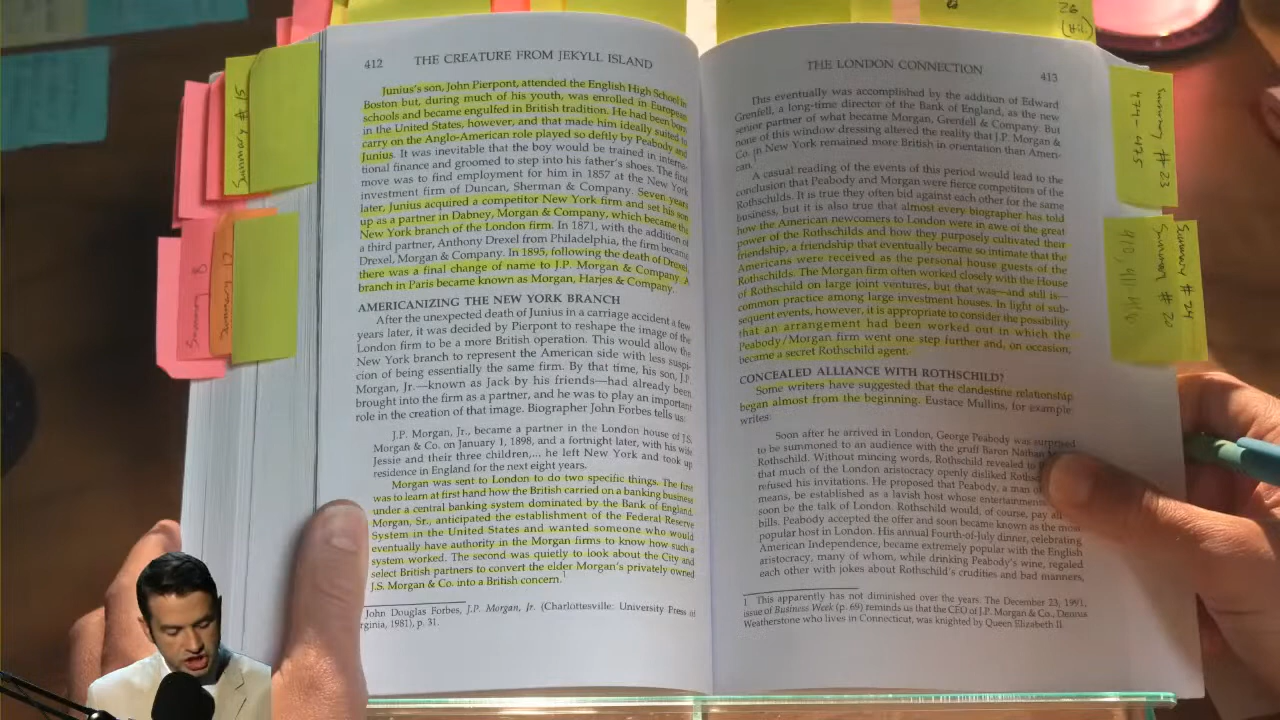 412 THE CREATURE FROM JEKYLL ISLAND
Junius's son, John Pierpont, attended the English High School in
Boston but, during much of his youth, was enrolled in European
schools and became engulfed in British tradition. He had been born
in the United States, however, and that made him ideally suited to
carry on the Anglo-American role played so deftly by Peabody and
Junius. It was inevitable that the boy would be trained in interna-
tional finance and groomed to step into his father's shoes. The first
move was to find employment for him in 1857 at the New York
investment firm of Duncan, Sherman & Company. Seven years
later, Junius acquired a competitor New York firm and set his son
up as a partner in Dabney, Morgan & Company, which became the
New York branch of the London firm. In 1871, with the addition of
a third partner, Anthony Drexel from Philadelphia, the firm became
Drexel, Morgan & Company. In 1895, following the death of Drexel,
there was a final change of name to J.P. Morgan & Company. A
branch in Paris became known as Morgan, Harjes & Company.
AMERICANIZING THE NEW YORK BRANCH
After the unexpected death of Junius in a carriage accident a few
years later, it was decided by Pierpont to reshape the image of the
London firm to be a more British operation. This would allow the
New York branch to represent the American side with less suspi-
cion of being essentially the same firm. By that time, his son, J.P.
Morgan, Jr.—known as Jack by his friends—had already been
brought into the firm as a partner, and he was to play an important
role in the creation of that image. Biographer John Forbes tells us:
J.P. Morgan, Jr., became a partner in the London house of J.S.
Morgan & Co. on January 1, 1898, and a fortnight later, with his wife
Jessie and their three children,... he left New York and took up
residence in England for the next eight years.
Morgan was sent to London to do two specific things. The first
was to learn at first hand how the British carried on a banking business
under a central banking system dominated by the Bank of England.
Morgan, Sr., anticipated the establishment of the Federal Reserve
System in the United States and wanted someone who would
eventually have authority in the Morgan firms to know how such a
system worked. The second was quietly to look about the City and
select British partners to convert the elder Morgan's privately owned
J.S. Morgan & Co. into a British concern.1
John Douglas Forbes, J.P. Morgan, Jr. (Charlottesville: University Press of
rginia, 1981), p. 31.
THE LONDON CONNECTION 413
This eventually was accomplished by the addition of Edward
Grenfell, a long-time director of the Bank of England, as the new
senior partner of what became Morgan, Grenfell & Company. But
none of this window dressing altered the reality that J.P. Morgan &
Co. in New York remained more British in orientation than Ameri-
can.
A casual reading of the events of this period would lead to the
conclusion that Peabody and Morgan were fierce competitors of the
Rothschilds. It is true they often bid against each other for the same
business, but it is also true that almost every biographer has told
how the American newcomers to London were in awe of the great
power of the Rothschilds and how they purposely cultivated their
friendship, a friendship that eventually became so intimate that the
Americans were received as the personal house guests of the
Rothschilds. The Morgan firm often worked closely with the House
of Rothschild on large joint ventures, but that was—and still is—
common practice among large investment houses. In light of sub-
sequent events, however, it is appropriate to consider the possibility
that an arrangement had been worked out in which the
Peabody/Morgan firm went one step further and, on occasion,
became a secret Rothschild agent.
CONCEALED ALLIANCE WITH ROTHSCHILD?
Some writers have suggested that the clandestine relationship
began almost from the beginning. Eustace Mullins, for example
writes:
Soon after he arrived in London, George Peabody was surprised
to be summoned to an audience with the gruff Baron Nathan
Rothschild. Without mincing words, Rothschild revealed to
that much of the London aristocracy openly disliked Roths
refused his invitations. He proposed that Peabody, a man of
means, be established as a lavish host whose entertainments
soon be the talk of London. Rothschild would, of course, pay all
bills. Peabody accepted the offer and soon became known as the most
popular host in London. His annual Fourth-of-July dinner, celebrating
American Independence, became extremely popular with the English
aristocracy, many of whom, while drinking Peabody's wine, regaled
each other with jokes about Rothschild's crudities and bad manners,
1. This apparently has not diminished over the years. The December 23, 1991,
issue of Business Week (p. 69) reminds us that the CEO of J.P. Morgan & Co., Dennis
Weatherstone who lives in Connecticut, was knighted by Queen Elizabeth II.
Summary # 15
Summary 8
Summary 17
26
Summary # 23
474-475
Summary # 24
Summary # 20